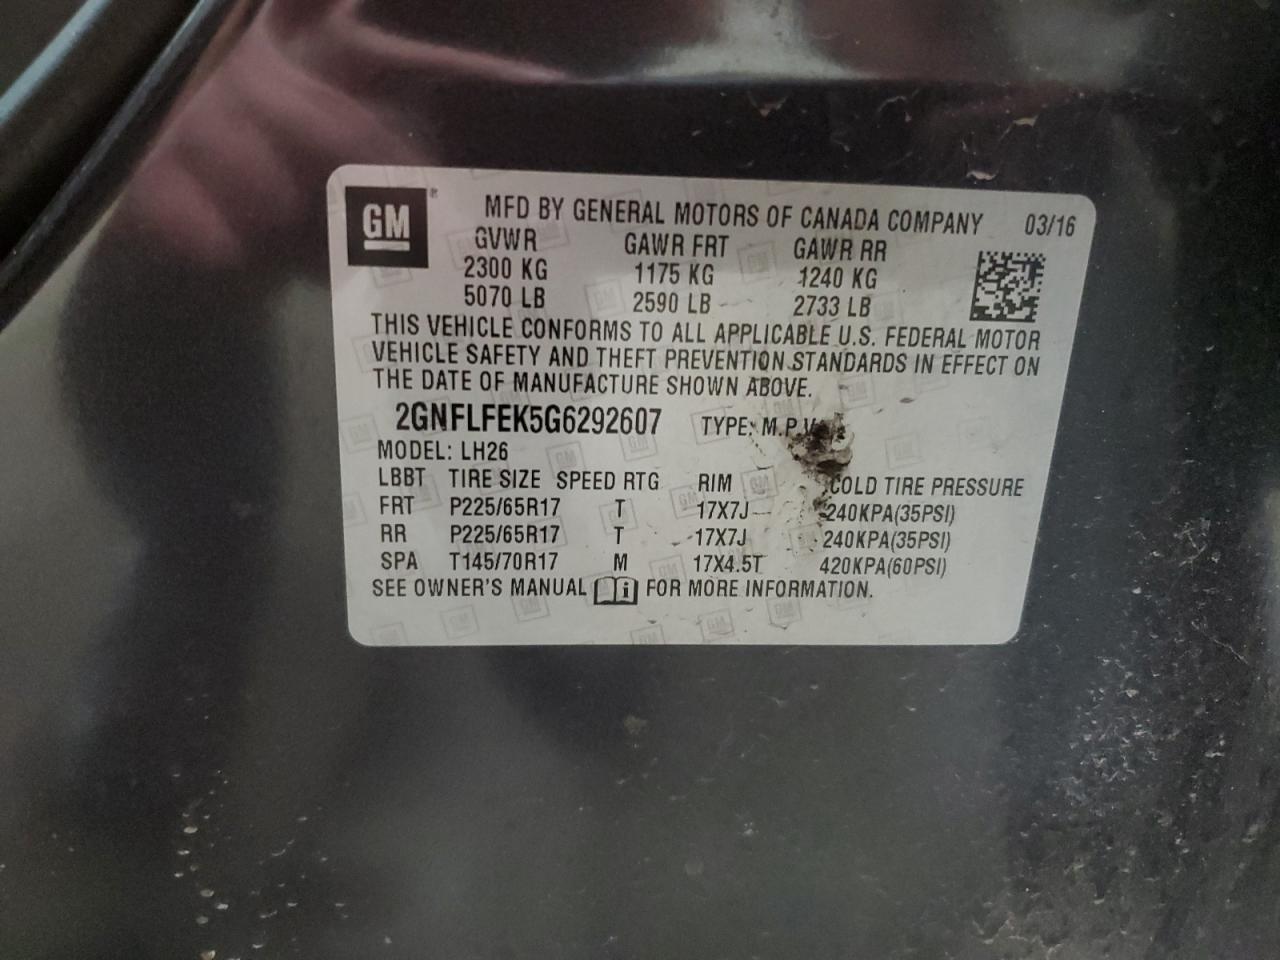 GM® MFD BY GENERAL MOTORS OF CANADA COMPANY 03/16
GVWR GAWR FRT GAWR RR
2300 KG 1175 KG 1240 KG
5070 LB 2590 LB 2733 LB
THIS VEHICLE CONFORMS TO ALL APPLICABLE U.S. FEDERAL MOTOR
VEHICLE SAFETY AND THEFT PREVENTION STANDARDS IN EFFECT ON
THE DATE OF MANUFACTURE SHOWN ABOVE.
2GNFLFEK5G6292607 TYPE: M.P.V.
MODEL: LH26
LBBT TIRE SIZE SPEED RTG RIM COLD TIRE PRESSURE
FRT P225/65R17 T 17X7J 240KPA(35PSI)
RR P225/65R17 T 17X7J 240KPA(35PSI)
SPA T145/70R17 M 17X4.5T 420KPA(60PSI)
SEE OWNER'S MANUAL i FOR MORE INFORMATION.